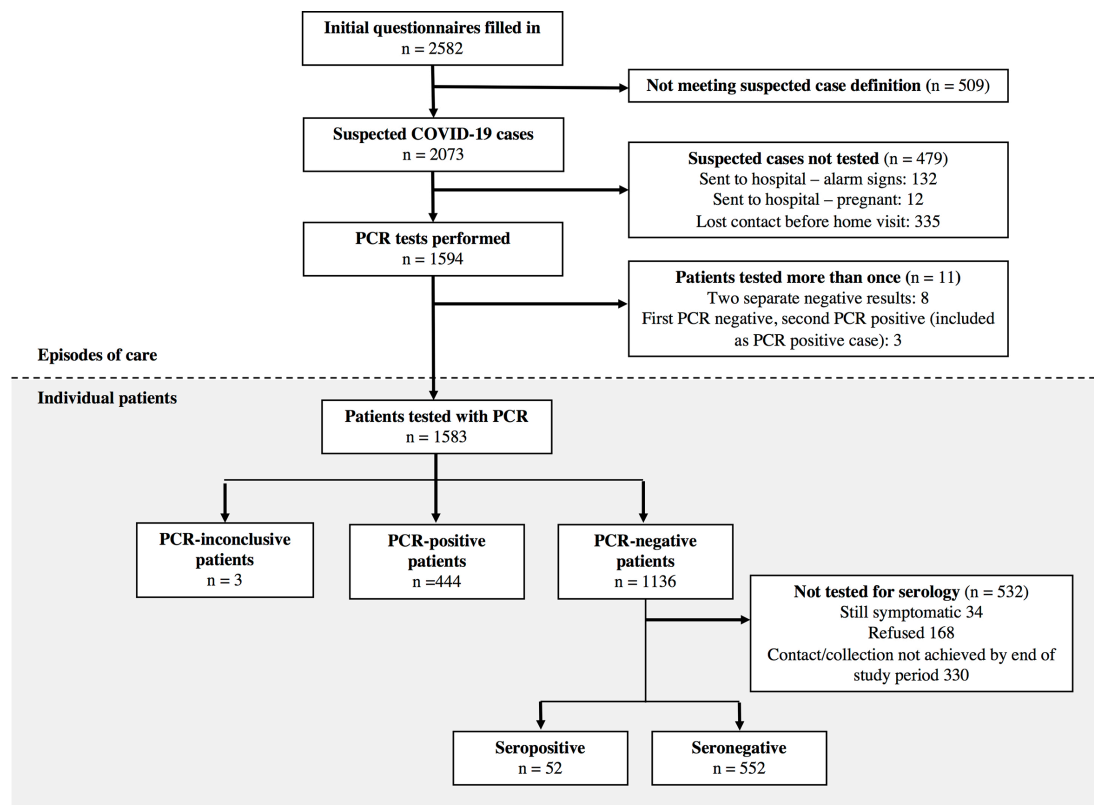 Initial questionnaires filled in
n = 2582
Not meeting suspected case definition (n = 509)
Suspected COVID-19 cases
n = 2073
Suspected cases not tested (n = 479)
Sent to hospital – alarm signs: 132
Sent to hospital – pregnant: 12
Lost contact before home visit: 335
PCR tests performed
n = 1594
Patients tested more than once (n = 11)
Two separate negative results: 8
First PCR negative, second PCR positive (included
as PCR positive case): 3
Episodes of care
Individual patients
Patients tested with PCR
n = 1583
PCR-inconclusive
patients
n = 3
PCR-positive
patients
n =444
PCR-negative
patients
n = 1136
Not tested for serology (n = 532)
Still symptomatic 34
Refused 168
Contact/collection not achieved by end of
study period 330
Seropositive
n = 52
Seronegative
n = 552